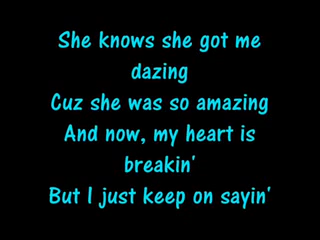 She knows she got me
dazing
Cuz she was so amazing
And now, my heart is
breakin'
But I just keep on sayin'